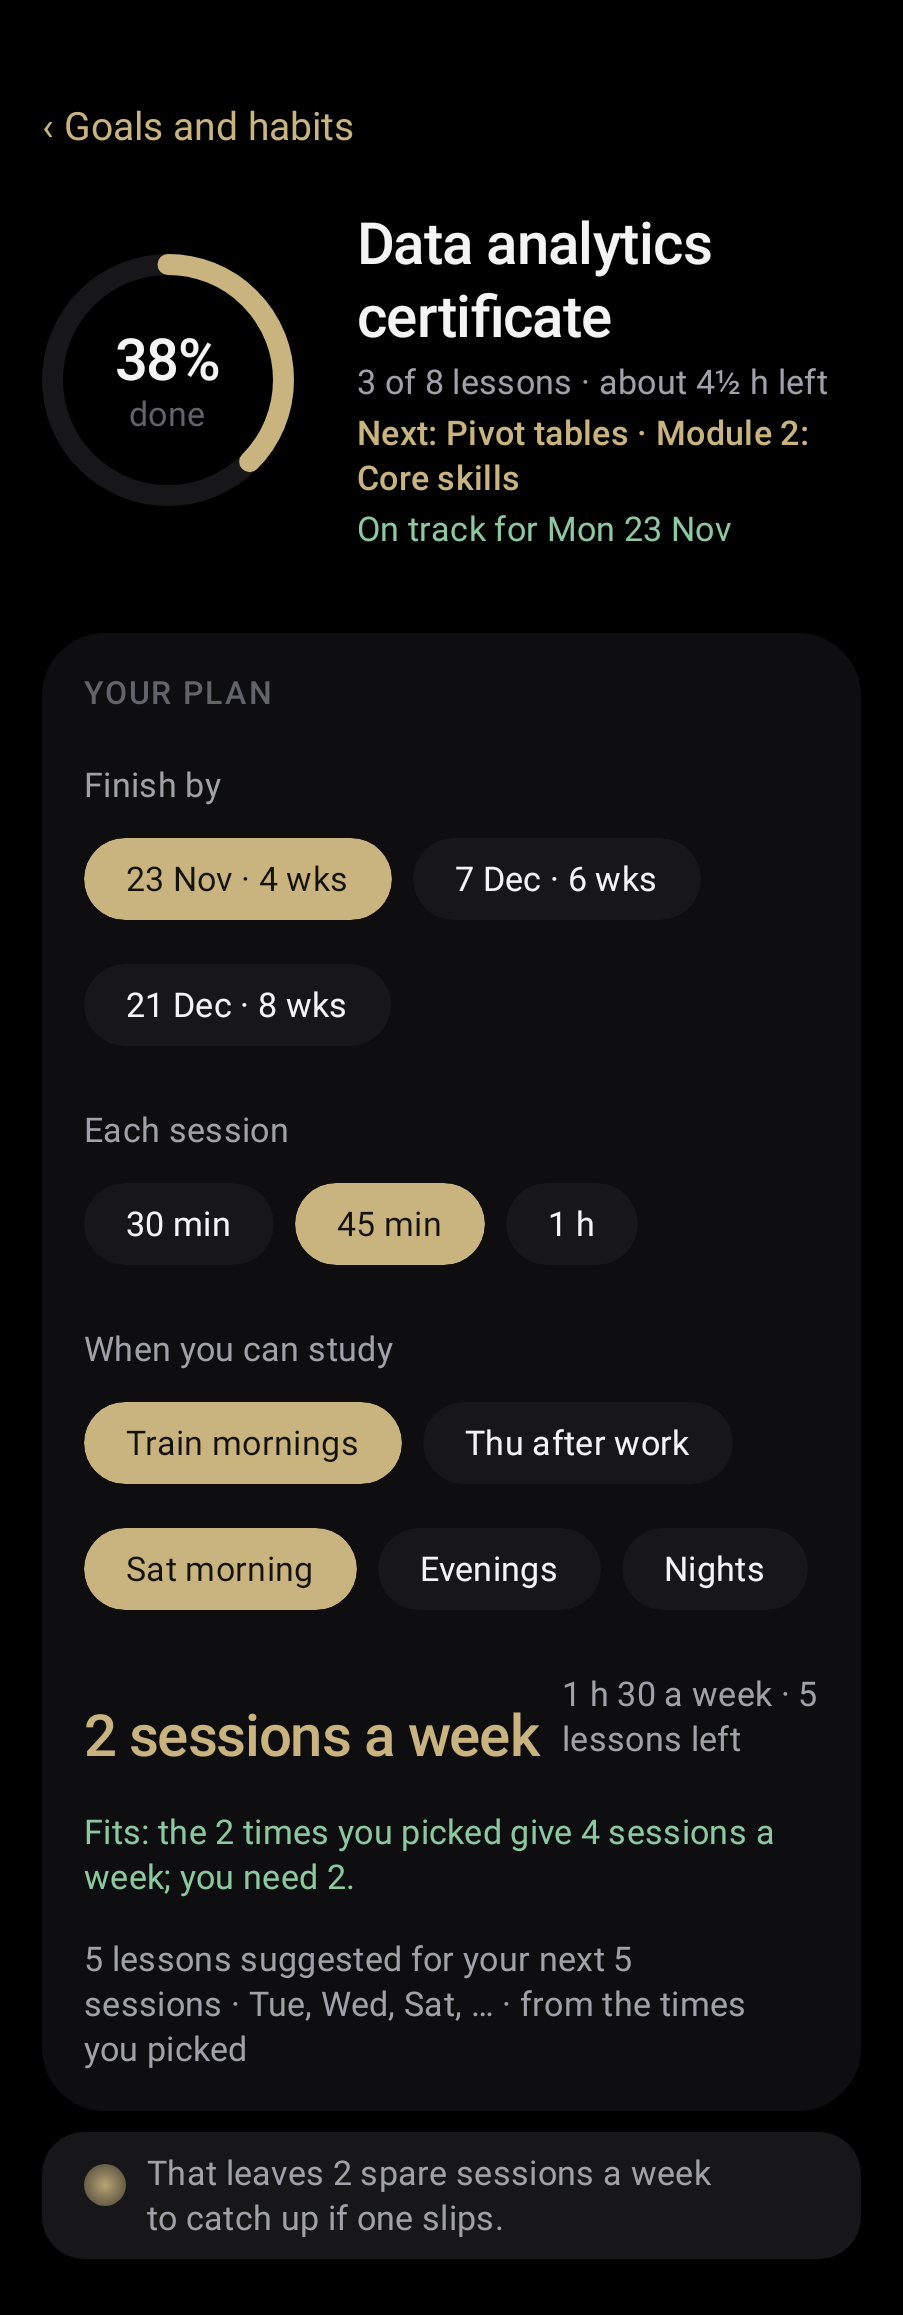 ‹ Goals and habits
38%
done
Data analytics
certificate
3 of 8 lessons · about 4½ h left
Next: Pivot tables · Module 2:
Core skills
On track for Mon 23 Nov
YOUR PLAN
Finish by
23 Nov · 4 wks
7 Dec · 6 wks
21 Dec · 8 wks
Each session
30 min
45 min
1 h
When you can study
Train mornings
Thu after work
Sat morning
Evenings
Nights
2 sessions a week
1 h 30 a week · 5
lessons left
Fits: the 2 times you picked give 4 sessions a
week; you need 2.
5 lessons suggested for your next 5
sessions · Tue, Wed, Sat, … · from the times
you picked
That leaves 2 spare sessions a week
to catch up if one slips.